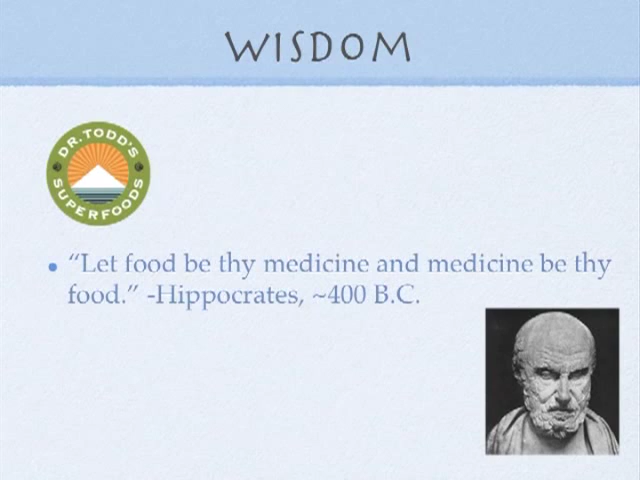 WISDOM
DR. TODD'S
SUPERFOODS
• “Let food be thy medicine and medicine be thy
food.” -Hippocrates, ~400 B.C.